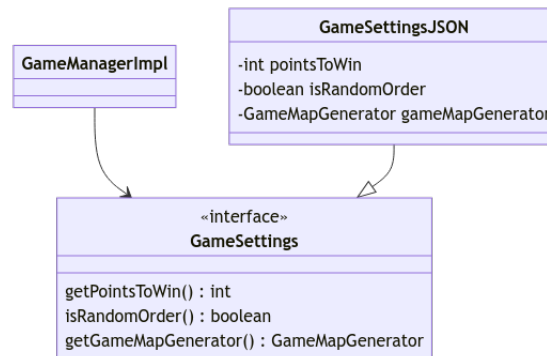 GameManagerImpl
GameSettingsJSON
-int pointsToWin
-boolean isRandomOrder
-GameMapGenerator gameMapGenerator
«interface»
GameSettings
getPointsToWin() : int
isRandomOrder() : boolean
getGameMapGenerator() : GameMapGenerator